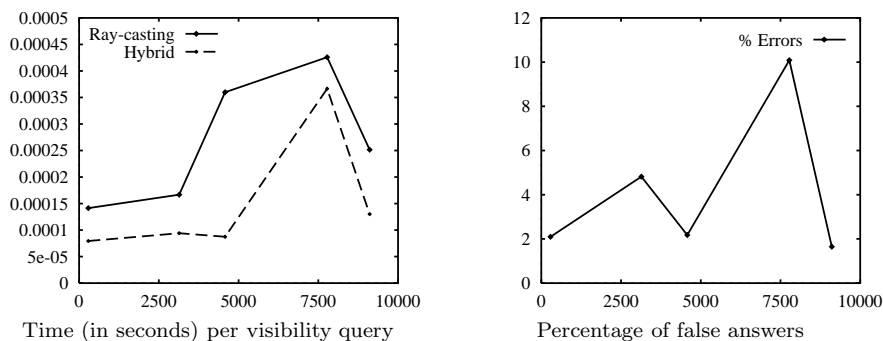 0.0005
0.00045
0.0004
0.00035
0.0003
0.00025
0.0002
0.00015
0.0001
5e-05
0
Ray-casting
Hybrid
0 2500 5000 7500 10000
Time (in seconds) per visibility query
12
10
8
6
4
2
0
% Errors
0 2500 5000 7500 10000
Percentage of false answers